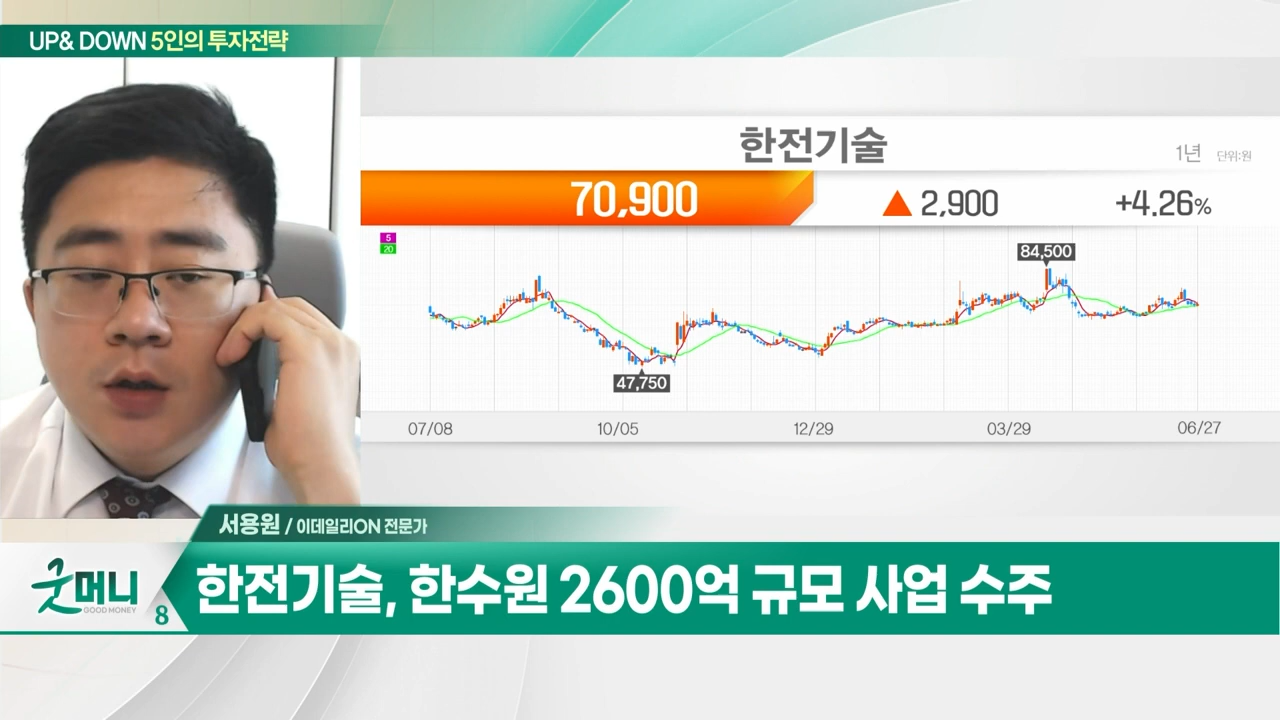 UP& DOWN 5인의 투자전략
한전기술
1년 단위:원
70,900 ▲ 2,900 +4.26%
5
20
84,500
47,750
07/08 10/05 12/29 03/29 06/27
서용원 / 이데일리ON 전문가
굿머니
GOOD MONEY
8
한전기술, 한수원 2600억 규모 사업 수주